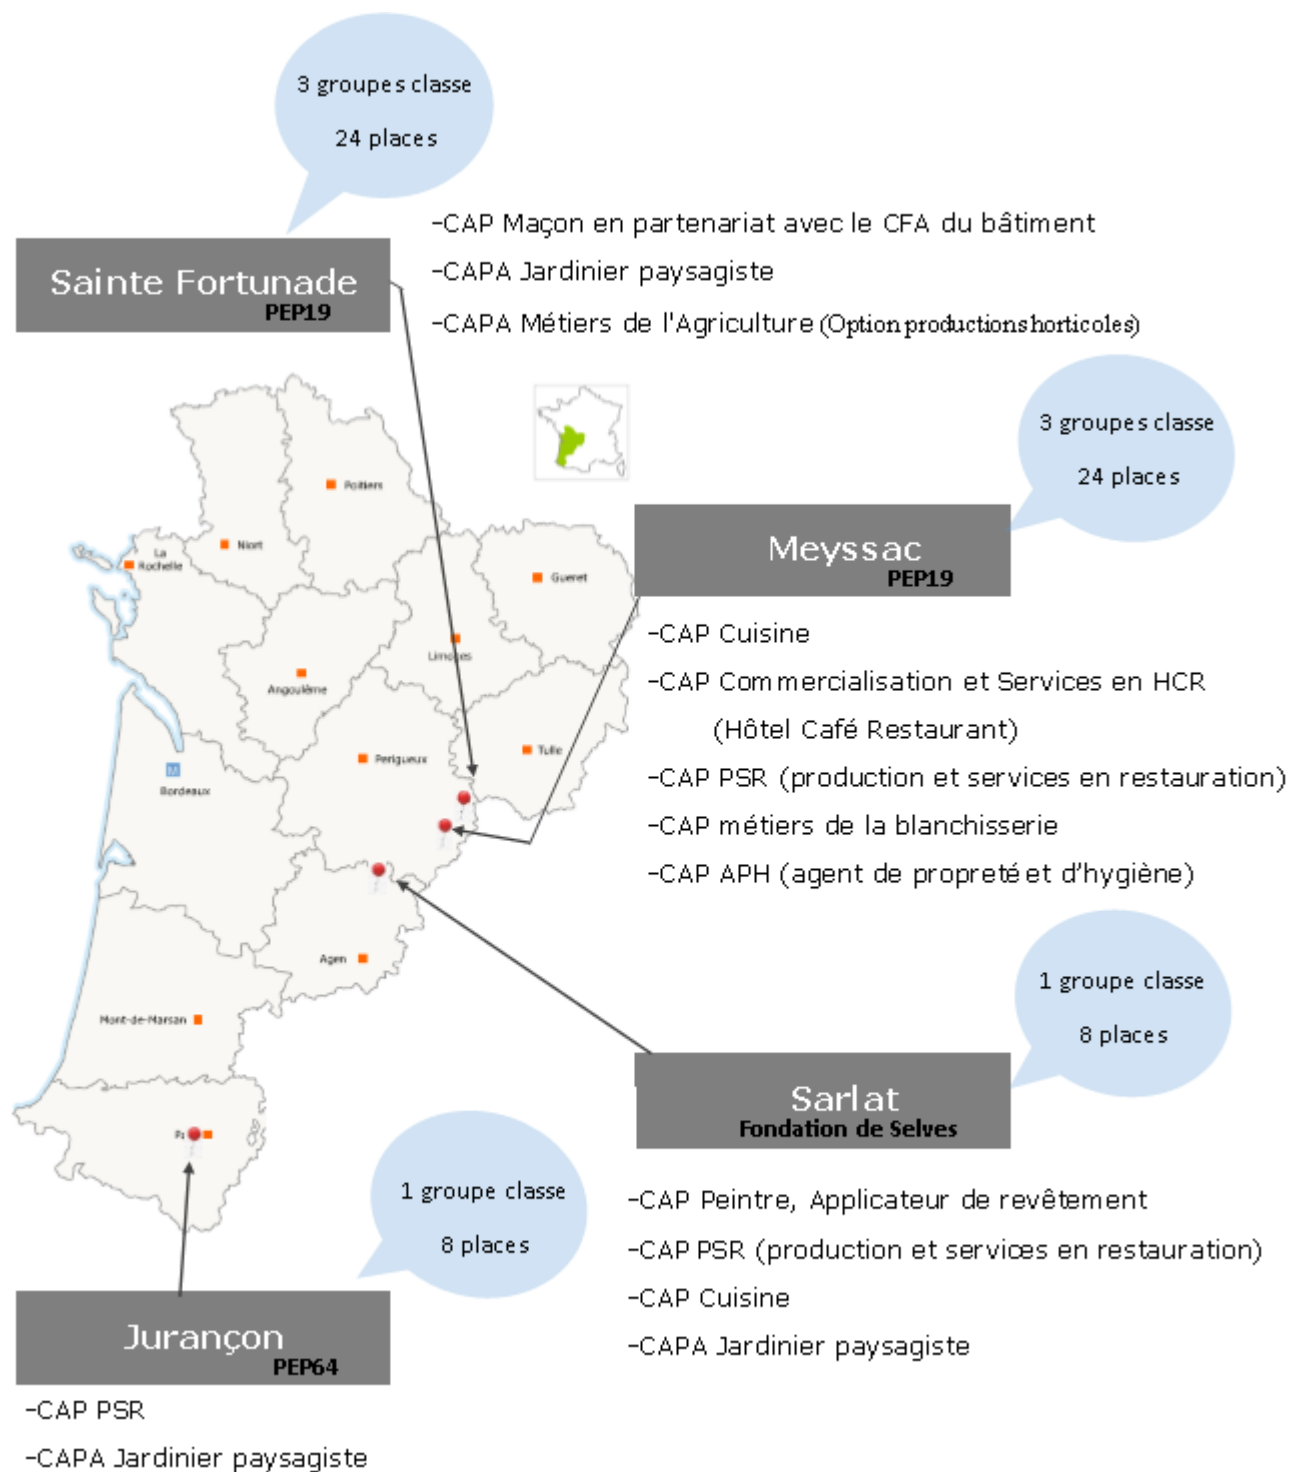 3 groupes classe
24 places
-CAP Maçon en partenariat avec le CFA du bâtiment
-CAPA Jardinier paysagiste
-CAPA Métiers de l'Agriculture (Option productions horticoles)
Sainte Fortunade
PEP19
3 groupes classe
24 places
Meyssac
PEP19
-CAP Cuisine
-CAP Commercialisation et Services en HCR
(Hôtel Café Restaurant)
-CAP PSR (production et services en restauration)
-CAP métiers de la blanchisserie
-CAP APH (agent de propreté et d'hygiène)
Poitiers
Niort
La
Rochelle
Gueret
Limoges
Angoulême
Tulle
Perigueux
M
Bordeaux
Agen
Mont-de-Marsan
1 groupe classe
8 places
Sarlat
Fondation de Selves
-CAP Peintre, Applicateur de revêtement
-CAP PSR (production et services en restauration)
-CAP Cuisine
-CAPA Jardinier paysagiste
1 groupe classe
8 places
Jurançon
PEP64
-CAP PSR
-CAPA Jardinier paysagiste